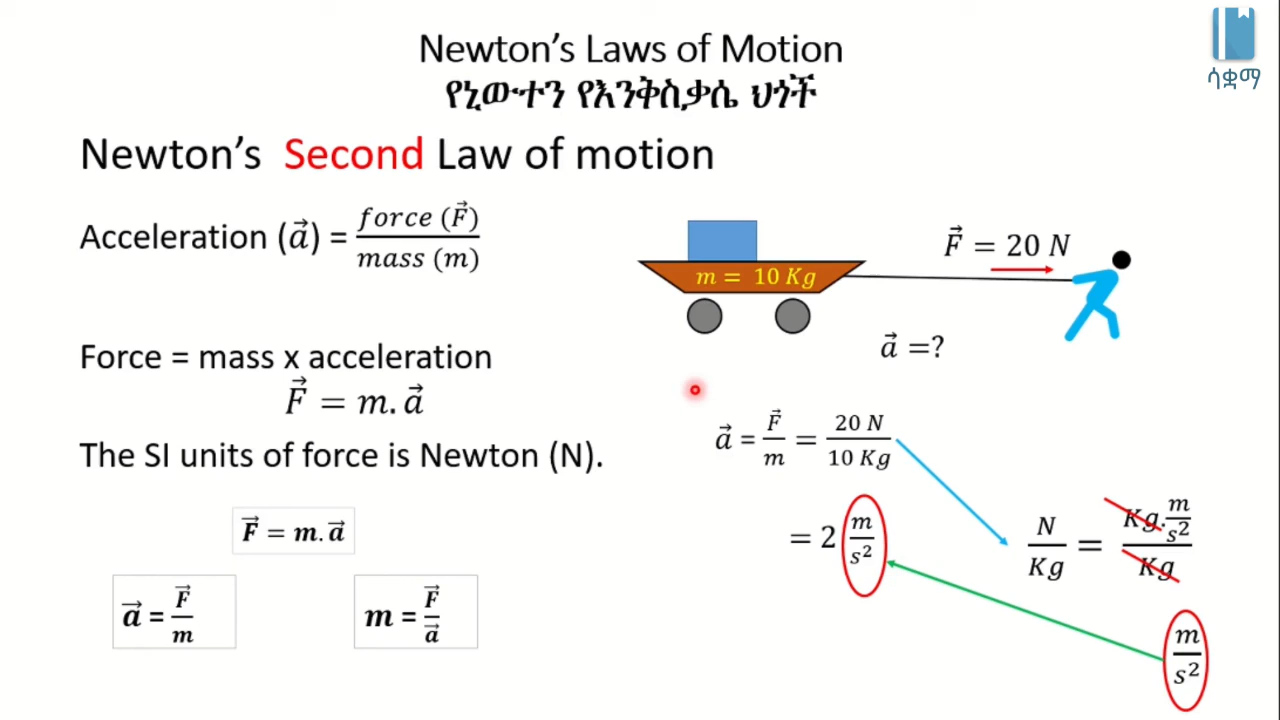 ሳቋማ
Newton's Laws of Motion
የኒውተን የእንቅስቃሴ ህጎች
Newton's Second Law of motion
Acceleration (a⃗) = force (F⃗) / mass (m)
F⃗ = 20 N
m = 10 Kg
a⃗ =?
Force = mass x acceleration
F⃗ = m. a⃗
The SI units of force is Newton (N).
a⃗ = F⃗/m = 20 N / 10 Kg
= 2 m/s²
N/Kg = Kg.m/s² / Kg
m/s²
F⃗ = m. a⃗
a⃗ = F⃗/m
m = F⃗/a⃗